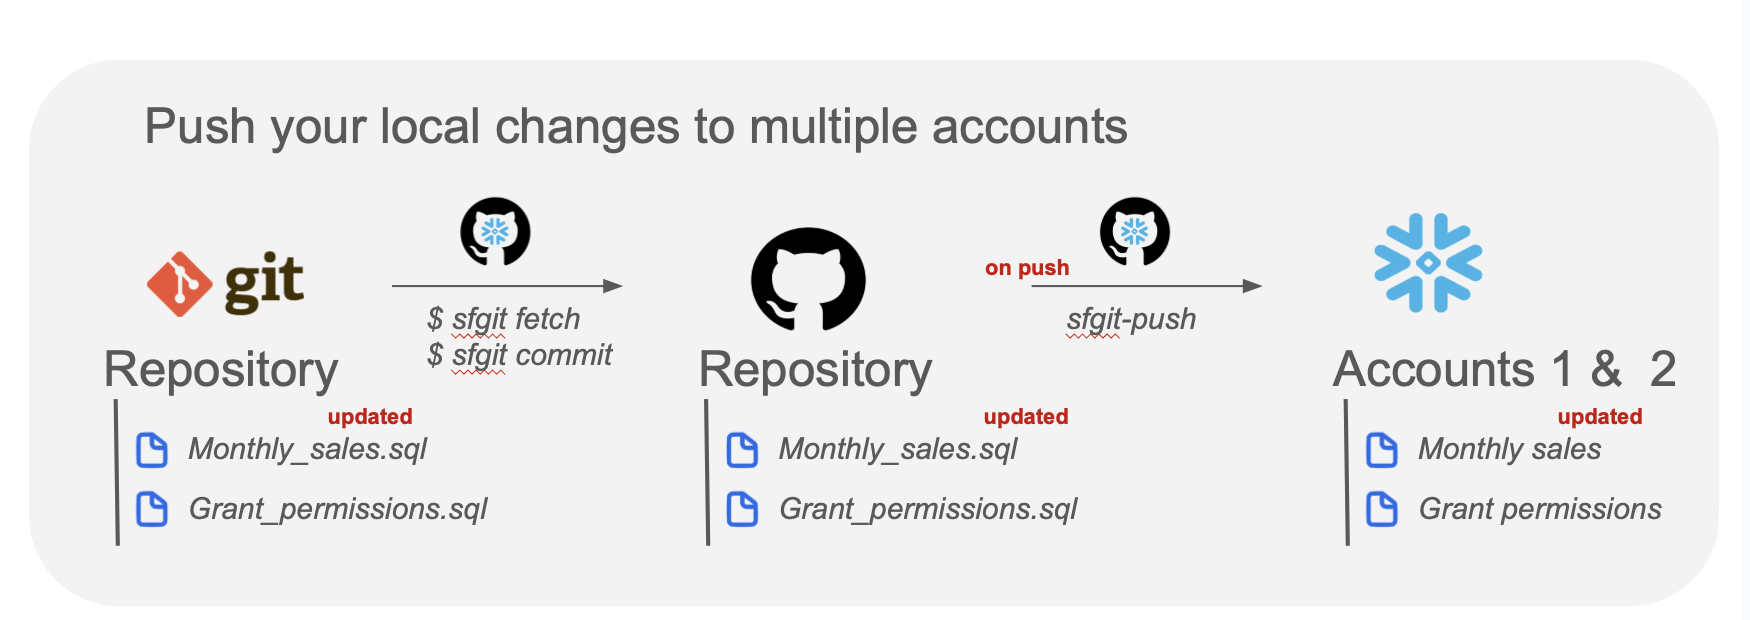 Push your local changes to multiple accounts
git
$ sfgit fetch
$ sfgit commit
Repository
updated
Monthly_sales.sql
Grant_permissions.sql
Repository
updated
Monthly_sales.sql
Grant_permissions.sql
on push
sfgit-push
Accounts 1 & 2
updated
Monthly sales
Grant permissions